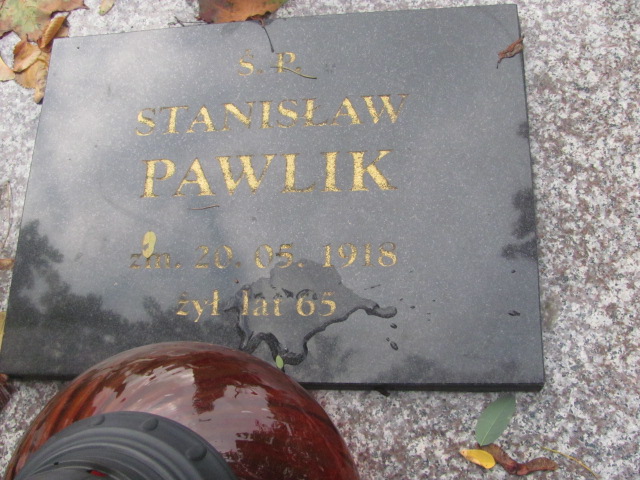 Ś. P.
STANISŁAW
PAWLIK
zm. 20. 05. 1918
żył lat 65